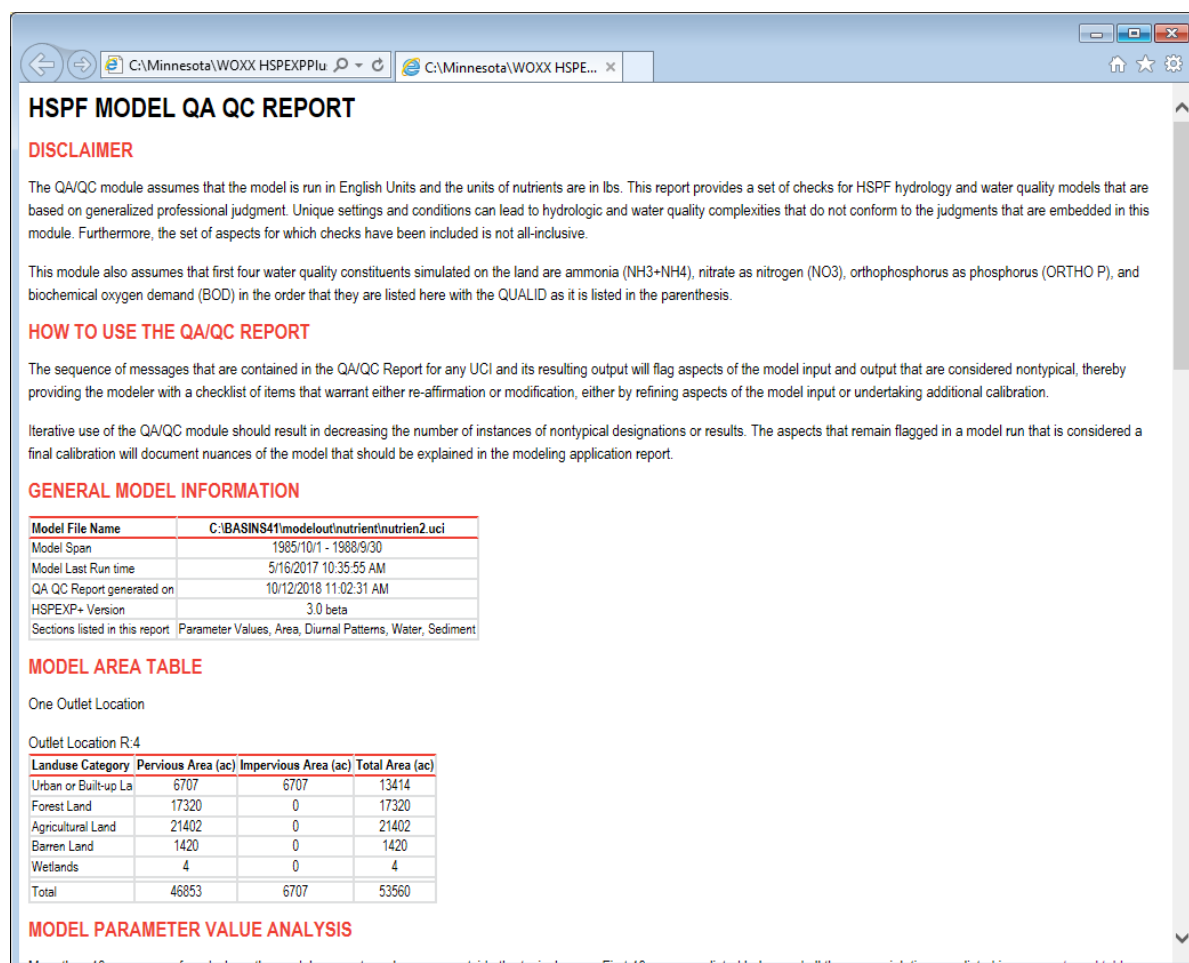 C:\Minnesota\WOXX HSPEXPPlu
C:\Minnesota\WOXX HSPE...
HSPF MODEL QA QC REPORT
DISCLAIMER
The QA/QC module assumes that the model is run in English Units and the units of nutrients are in lbs. This report provides a set of checks for HSPF hydrology and water quality models that are
based on generalized professional judgment. Unique settings and conditions can lead to hydrologic and water quality complexities that do not conform to the judgments that are embedded in this
module. Furthermore, the set of aspects for which checks have been included is not all-inclusive.
This module also assumes that first four water quality constituents simulated on the land are ammonia (NH3+NH4), nitrate as nitrogen (NO3), orthophosphorus as phosphorus (ORTHO P), and
biochemical oxygen demand (BOD) in the order that they are listed here with the QUALID as it is listed in the parenthesis.
HOW TO USE THE QA/QC REPORT
The sequence of messages that are contained in the QA/QC Report for any UCI and its resulting output will flag aspects of the model input and output that are considered nontypical, thereby
providing the modeler with a checklist of items that warrant either re-affirmation or modification, either by refining aspects of the model input or undertaking additional calibration.
Iterative use of the QA/QC module should result in decreasing the number of instances of nontypical designations or results. The aspects that remain flagged in a model run that is considered a
final calibration will document nuances of the model that should be explained in the modeling application report.
GENERAL MODEL INFORMATION
Model File Name C:\BASINS41\modelout\nutrient\nutrien2.uci
Model Span 1985/10/1 - 1988/9/30
Model Last Run time 5/16/2017 10:35:55 AM
QA QC Report generated on 10/12/2018 11:02:31 AM
HSPEXP+ Version 3.0 beta
Sections listed in this report Parameter Values, Area, Diurnal Patterns, Water, Sediment
MODEL AREA TABLE
One Outlet Location
Outlet Location R:4
Landuse Category Pervious Area (ac) Impervious Area (ac) Total Area (ac)
Urban or Built-up La 6707 6707 13414
Forest Land 17320 0 17320
Agricultural Land 21402 0 21402
Barren Land 1420 0 1420
Wetlands 4 0 4
Total 46853 6707 53560
MODEL PARAMETER VALUE ANALYSIS